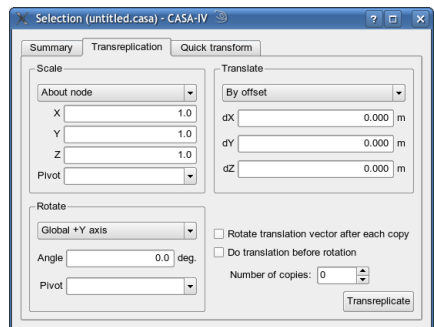 Selection (untitled.casa) - CASA-IV
Summary Transreplication Quick transform
Scale
About node
X 1.0
Y 1.0
Z 1.0
Pivot
Translate
By offset
dX 0.000 m
dY 0.000 m
dZ 0.000 m
Rotate
Global +Y axis
Angle 0.0 deg.
Pivot
Rotate translation vector after each copy
Do translation before rotation
Number of copies: 0
Transreplicate